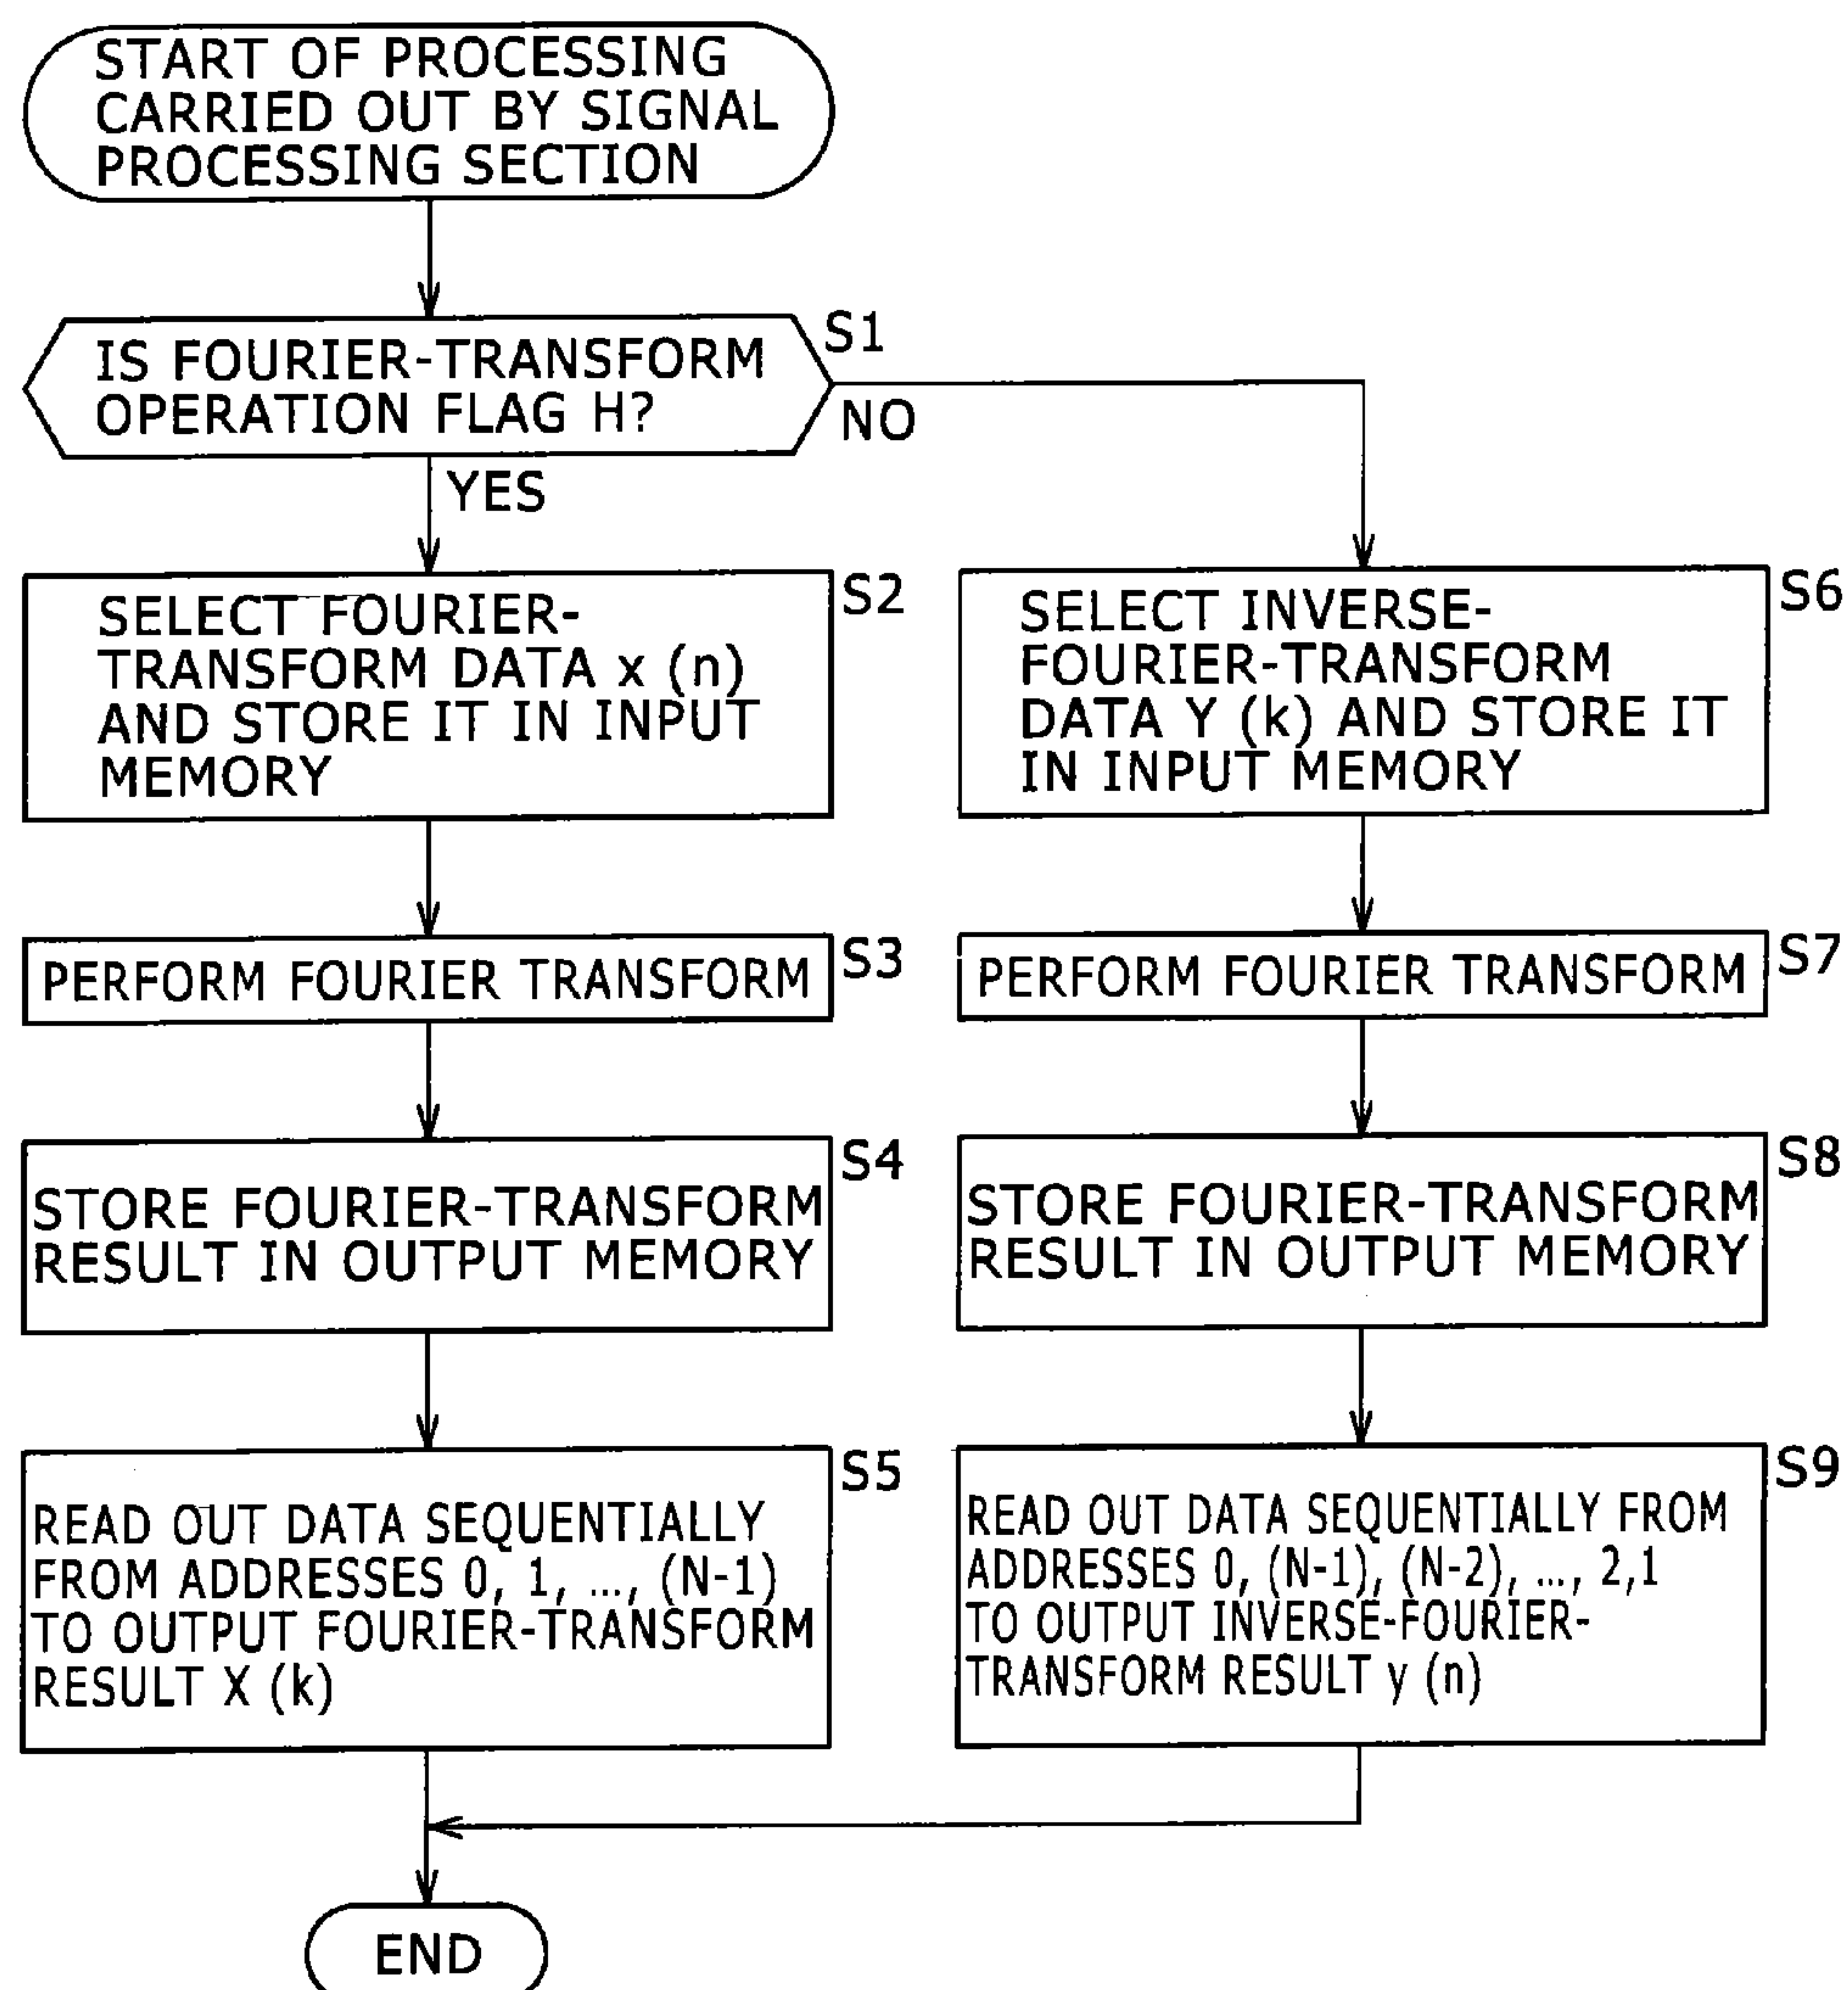 START OF PROCESSING
CARRIED OUT BY SIGNAL
PROCESSING SECTION
S1
IS FOURIER-TRANSFORM
OPERATION FLAG H?
NO
YES
S2
SELECT FOURIER-
TRANSFORM DATA x (n)
AND STORE IT IN INPUT
MEMORY
S3
PERFORM FOURIER TRANSFORM
S4
STORE FOURIER-TRANSFORM
RESULT IN OUTPUT MEMORY
S5
READ OUT DATA SEQUENTIALLY
FROM ADDRESSES 0, 1, ..., (N-1)
TO OUTPUT FOURIER-TRANSFORM
RESULT X (k)
S6
SELECT INVERSE-
FOURIER-TRANSFORM
DATA Y (k) AND STORE IT
IN INPUT MEMORY
S7
PERFORM FOURIER TRANSFORM
S8
STORE FOURIER-TRANSFORM
RESULT IN OUTPUT MEMORY
S9
READ OUT DATA SEQUENTIALLY FROM
ADDRESSES 0, (N-1), (N-2), ..., 2,1
TO OUTPUT INVERSE-FOURIER-
TRANSFORM RESULT y (n)
END